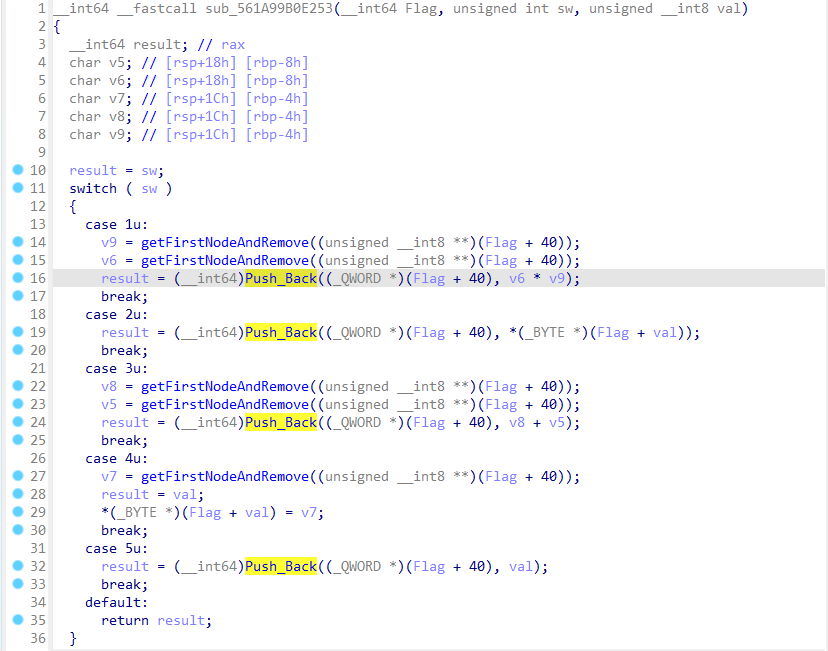 1 __int64 __fastcall sub_561A99B0E253(__int64 Flag, unsigned int sw, unsigned __int8 val)
2 {
3 __int64 result; // rax
4 char v5; // [rsp+18h] [rbp-8h]
5 char v6; // [rsp+18h] [rbp-8h]
6 char v7; // [rsp+1Ch] [rbp-4h]
7 char v8; // [rsp+1Ch] [rbp-4h]
8 char v9; // [rsp+1Ch] [rbp-4h]
9
10 result = sw;
11 switch ( sw )
12 {
13 case 1u:
14 v9 = getFirstNodeAndRemove((unsigned __int8 **)(Flag + 40));
15 v6 = getFirstNodeAndRemove((unsigned __int8 **)(Flag + 40));
16 result = (__int64)Push_Back((_QWORD *)(Flag + 40), v6 * v9);
17 break;
18 case 2u:
19 result = (__int64)Push_Back((_QWORD *)(Flag + 40), *(_BYTE *)(Flag + val));
20 break;
21 case 3u:
22 v8 = getFirstNodeAndRemove((unsigned __int8 **)(Flag + 40));
23 v5 = getFirstNodeAndRemove((unsigned __int8 **)(Flag + 40));
24 result = (__int64)Push_Back((_QWORD *)(Flag + 40), v8 + v5);
25 break;
26 case 4u:
27 v7 = getFirstNodeAndRemove((unsigned __int8 **)(Flag + 40));
28 result = val;
29 *(_BYTE *)(Flag + val) = v7;
30 break;
31 case 5u:
32 result = (__int64)Push_Back((_QWORD *)(Flag + 40), val);
33 break;
34 default:
35 return result;
36 }